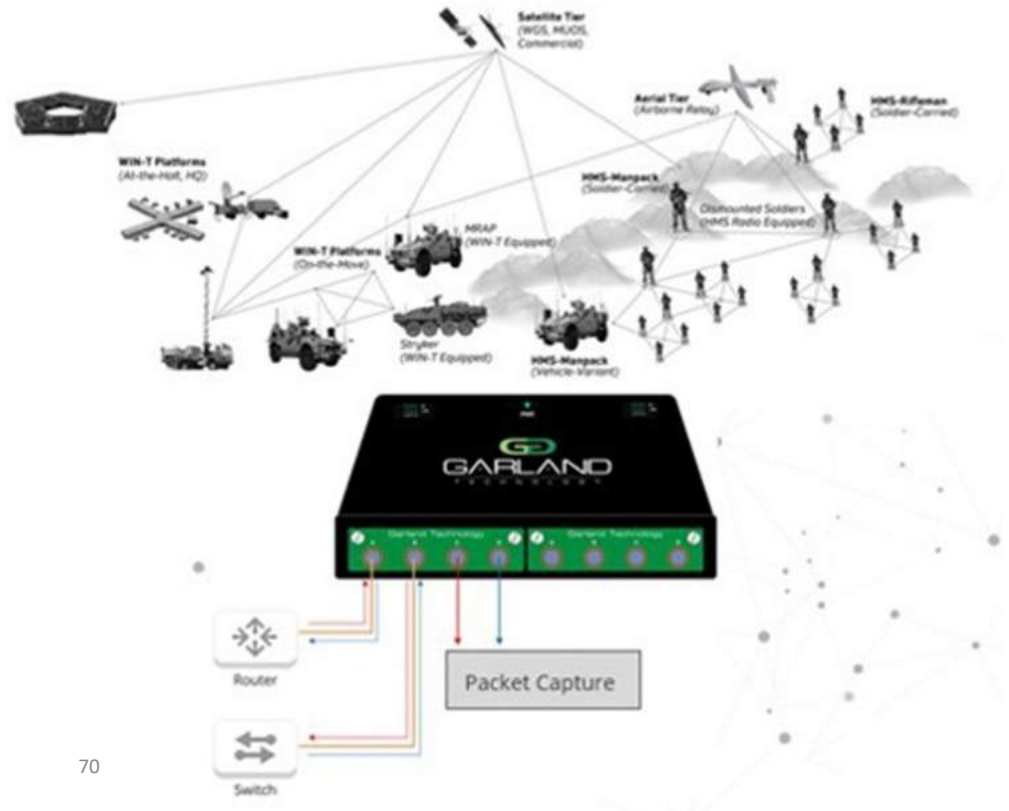 Satellite Tier
(WGS, MUOS,
Commercial)
Aerial Tier
(Airborne Relay)
HMS-Rifleman
(Soldier-Carried)
WIN-T Platforms
(At-the-Halt, HQ)
HMS-Manpack
(Soldier-Carried)
Dismounted Soldiers
(HMS Radio Equipped)
MRAP
(WIN-T Equipped)
WIN-T Platforms
(On-the-Move)
Stryker
(WIN-T Equipped)
HMS-Manpack
(Vehicle-Variant)
GARLAND
TECHNOLOGY
Garland Technology
Garland Technology
Router
Packet Capture
Switch
70